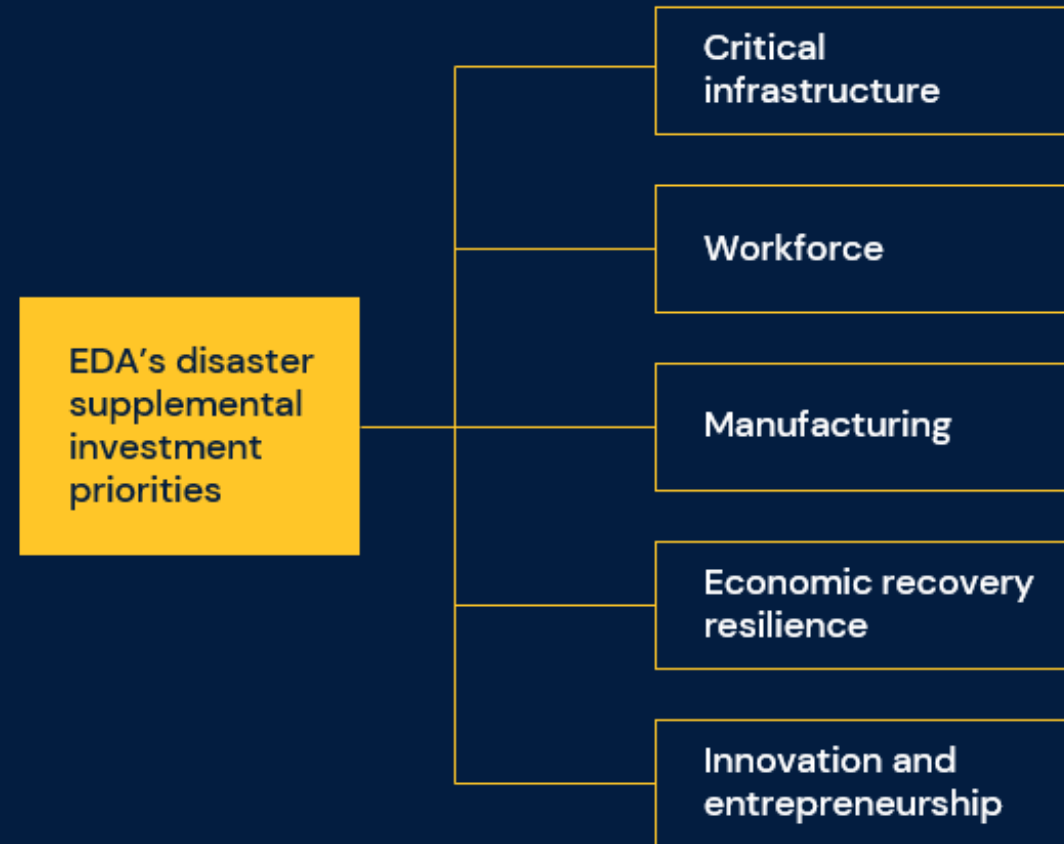 EDA’s disaster
supplemental
investment
priorities
Critical
infrastructure
Workforce
Manufacturing
Economic recovery
resilience
Innovation and
entrepreneurship